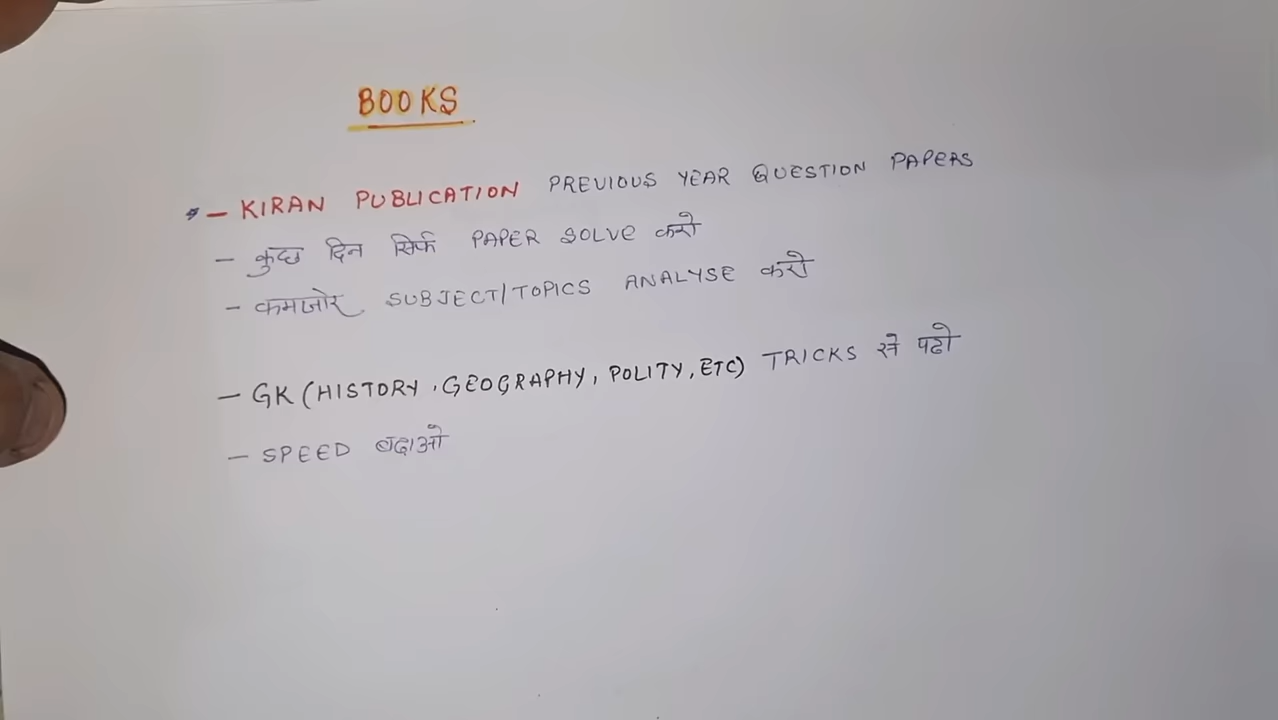 BOOKS
- KIRAN PUBLICATION PREVIOUS YEAR QUESTION PAPERS
- कुछ दिन सिर्फ PAPER SOLVE करो
- कमजोर SUBJECT/TOPICS ANALYSE करो
- GK (HISTORY, GEOGRAPHY, POLITY, ETC) TRICKS से पढो
- SPEED बढाओ